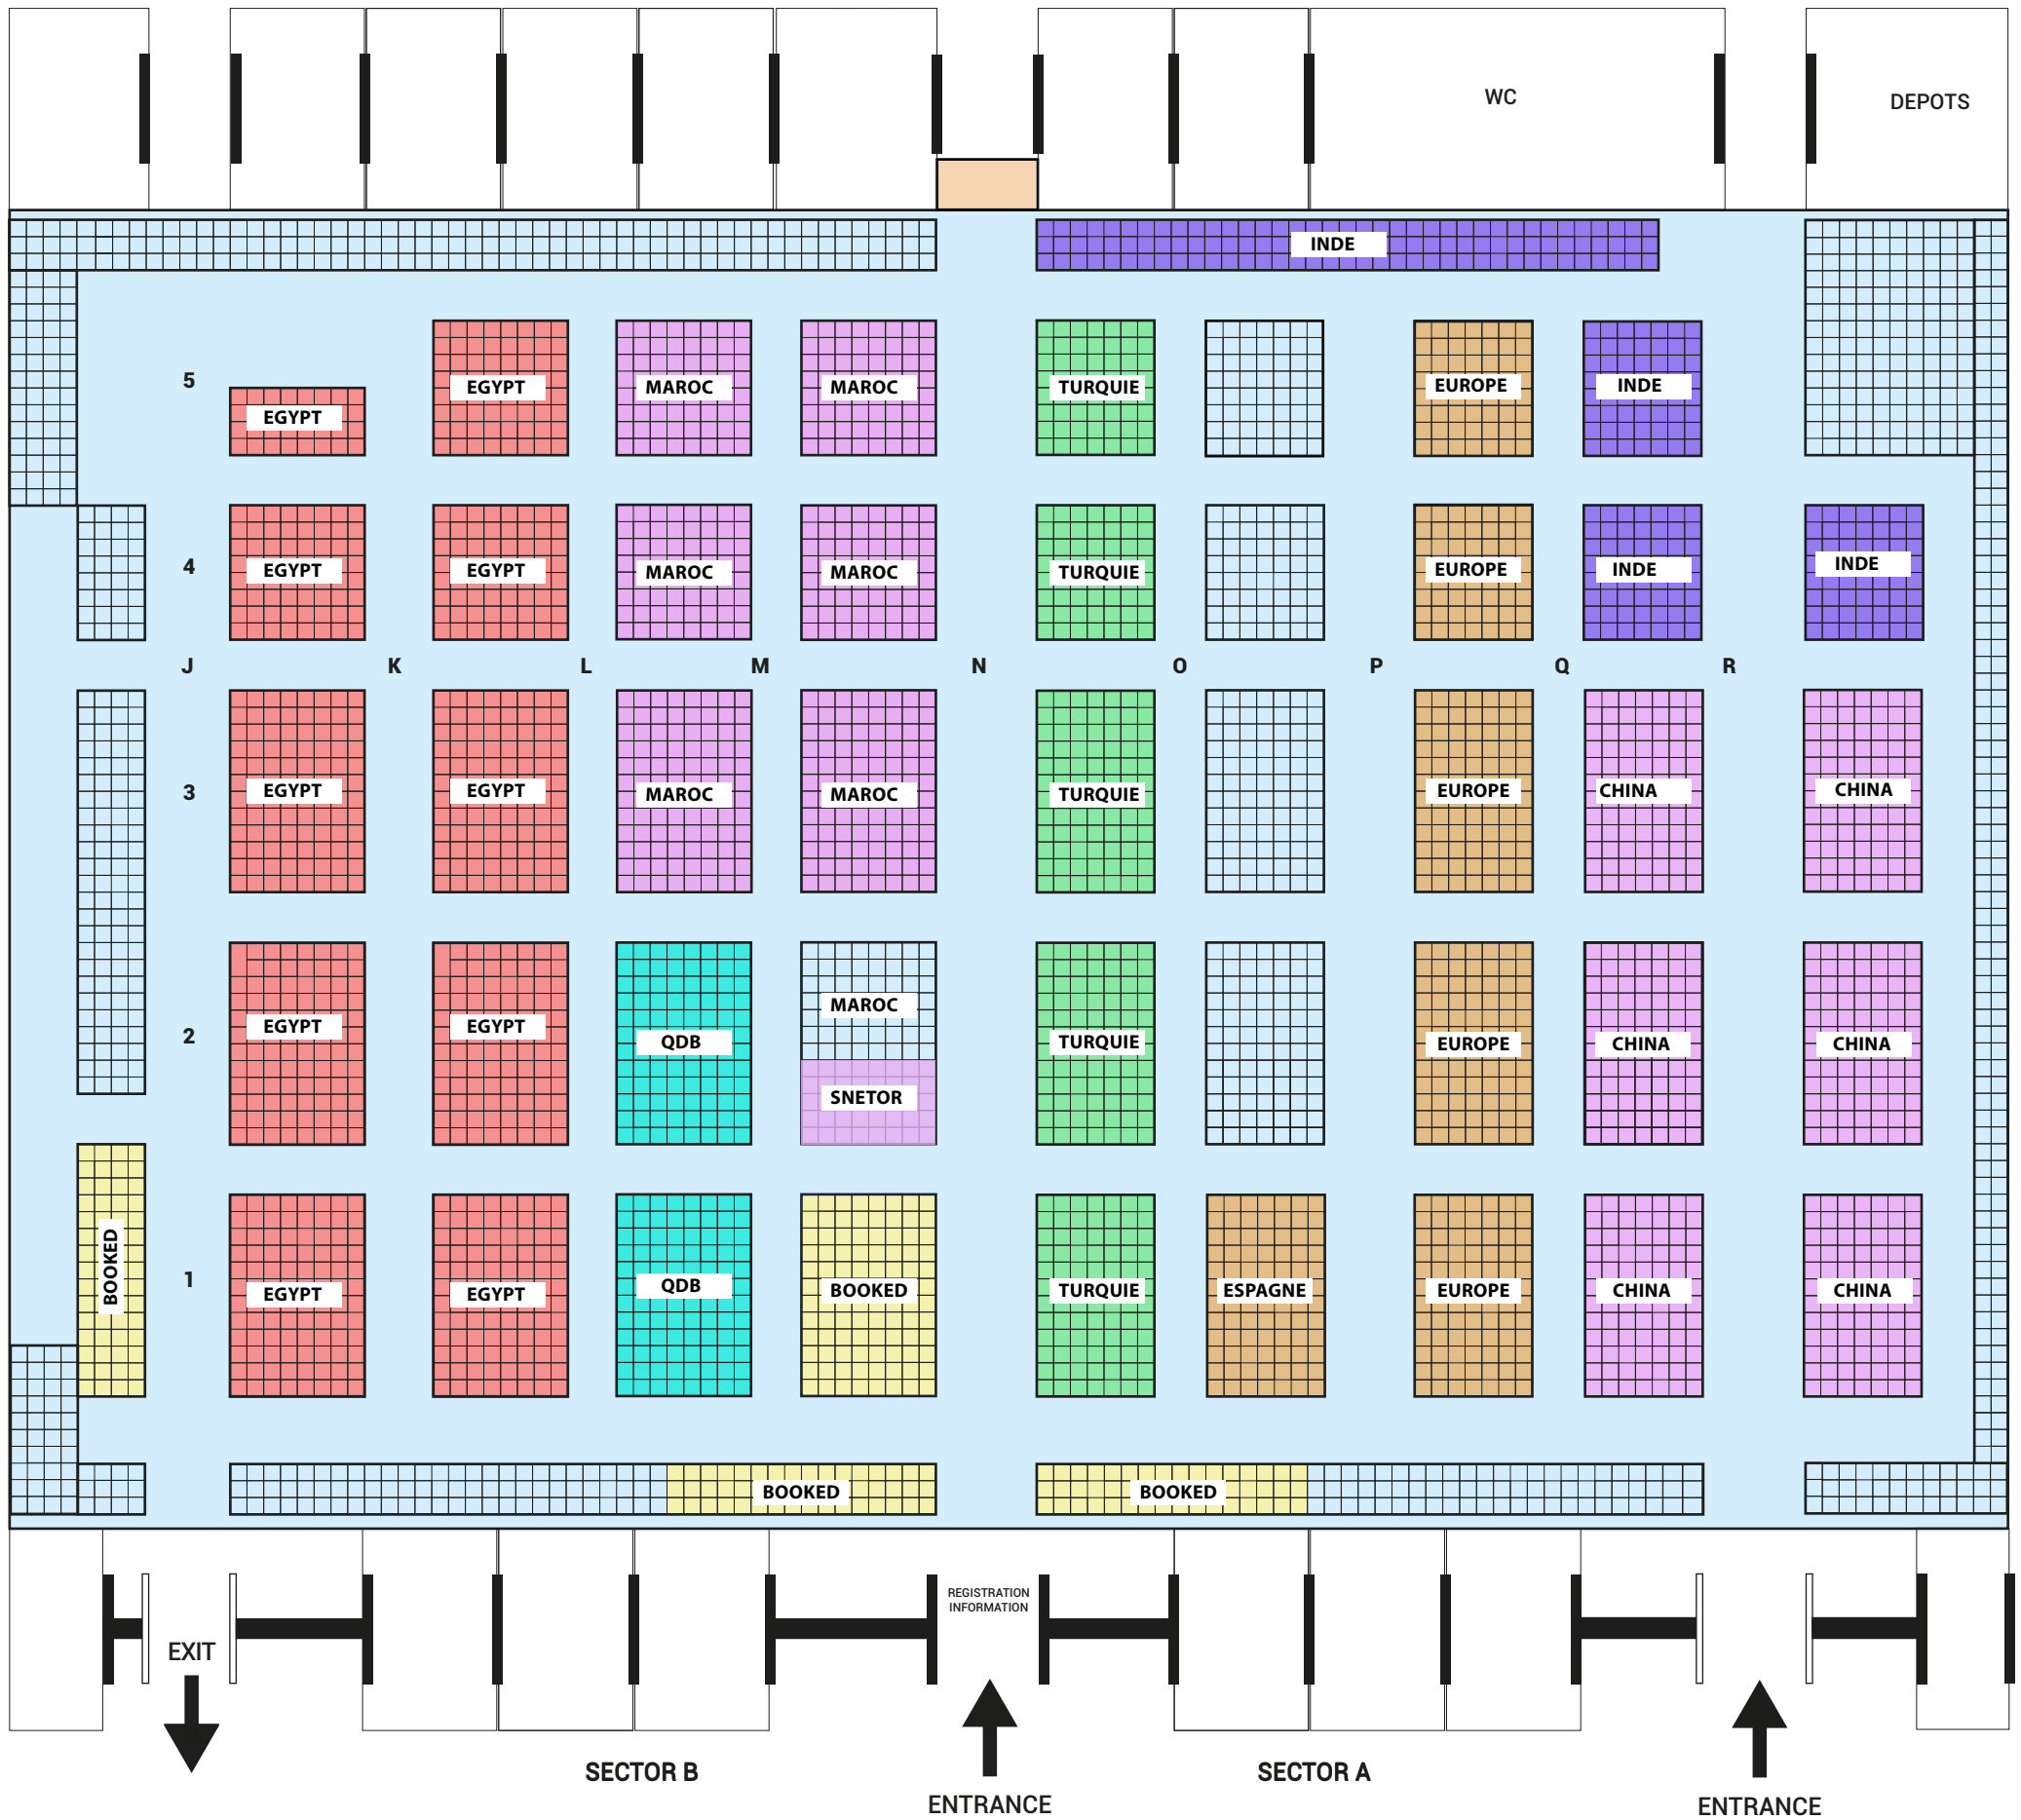 WC
DEPOTS
INDE
5
EGYPT
EGYPT
MAROC
MAROC
TURQUIE
EUROPE
INDE
4
EGYPT
EGYPT
MAROC
MAROC
TURQUIE
EUROPE
INDE
INDE
J
K
L
M
N
O
P
Q
R
3
EGYPT
EGYPT
MAROC
MAROC
TURQUIE
EUROPE
CHINA
CHINA
2
EGYPT
EGYPT
QDB
MAROC
SNETOR
TURQUIE
EUROPE
CHINA
CHINA
BOOKED
1
EGYPT
EGYPT
QDB
BOOKED
TURQUIE
ESPAGNE
EUROPE
CHINA
CHINA
BOOKED
BOOKED
REGISTRATION
INFORMATION
EXIT
SECTOR B
ENTRANCE
SECTOR A
ENTRANCE